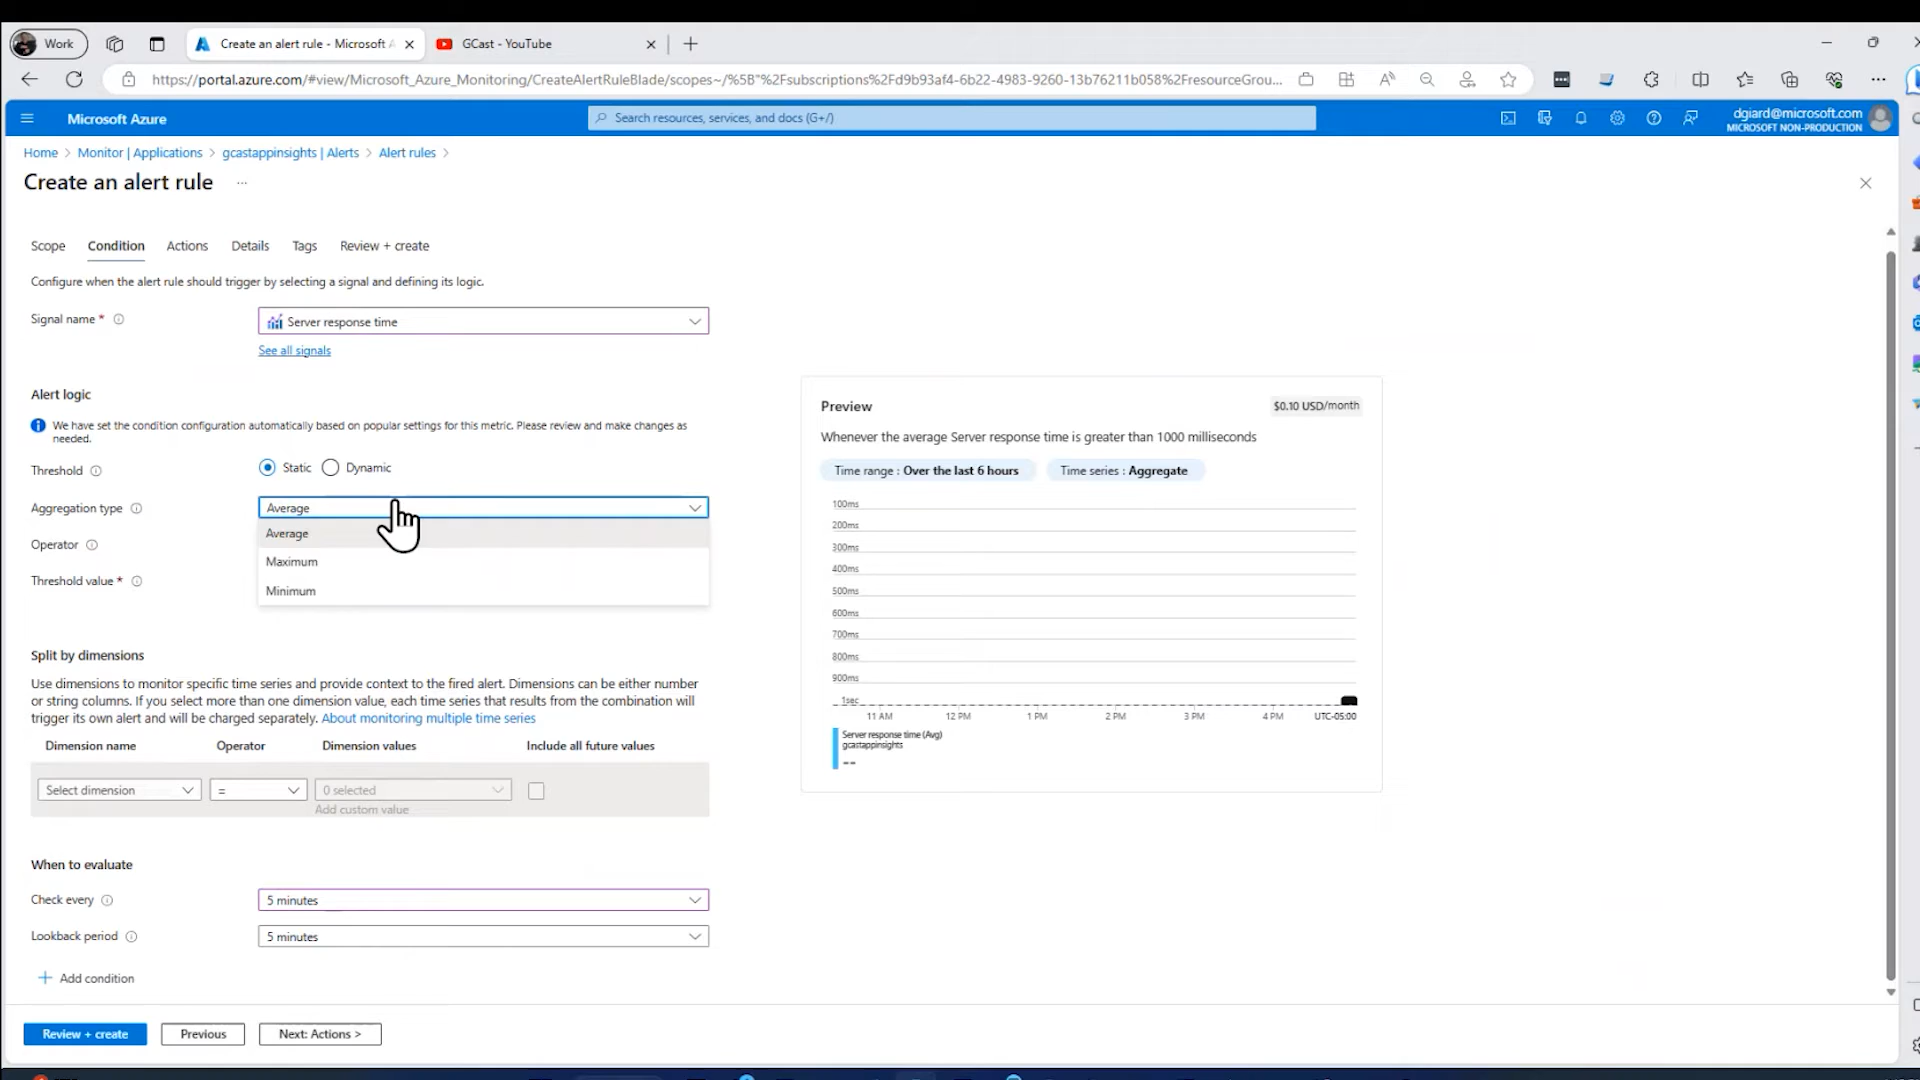 Work
Create an alert rule - Microsoft A
GCast - YouTube
https://portal.azure.com/#view/Microsoft_Azure_Monitoring/CreateAlertRuleBlade/scopes~/%5B"%2Fsubscriptions%2Fd9b93af4-6b22-4983-9260-13b76211b058%2FresourceGrou...
Microsoft Azure
Search resources, services, and docs (G+/)
dgiard@microsoft.com
MICROSOFT NON-PRODUCTION
Home > Monitor | Applications > gcastappinsights | Alerts > Alert rules >
Create an alert rule ...
Scope Condition Actions Details Tags Review + create
Configure when the alert rule should trigger by selecting a signal and defining its logic.
Signal name *
Server response time
See all signals
Alert logic
We have set the condition configuration automatically based on popular settings for this metric. Please review and make changes as
needed.
Threshold
Static Dynamic
Aggregation type
Average
Average
Operator
Maximum
Threshold value *
Minimum
Split by dimensions
Use dimensions to monitor specific time series and provide context to the fired alert. Dimensions can be either number
or string columns. If you select more than one dimension value, each time series that results from the combination will
trigger its own alert and will be charged separately. About monitoring multiple time series
Dimension name Operator Dimension values Include all future values
Select dimension = 0 selected
Add custom value
When to evaluate
Check every
5 minutes
Lookback period
5 minutes
+ Add condition
Review + create Previous Next: Actions >
Preview
$0.10 USD/month
Whenever the average Server response time is greater than 1000 milliseconds
Time range : Over the last 6 hours Time series : Aggregate
100ms
200ms
300ms
400ms
500ms
600ms
700ms
800ms
900ms
1sec
11 AM 12 PM 1 PM 2 PM 3 PM 4 PM UTC-05:00
Server response time (Avg)
gcastappinsights
--